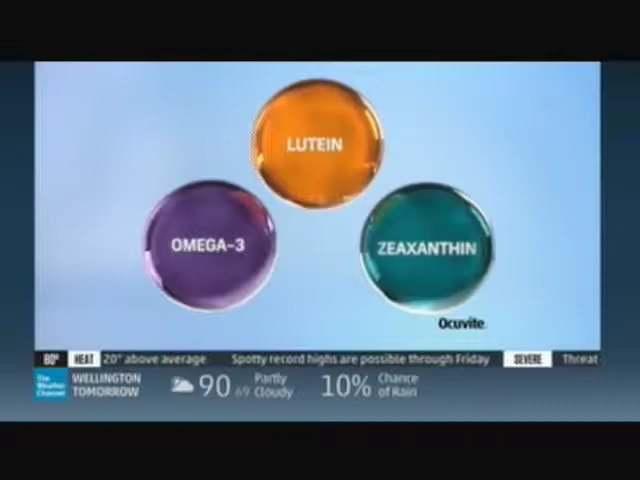 LUTEIN
OMEGA-3
ZEAXANTHIN
Ocuvite
80° HEAT 20° above average Spotty record highs are possible through Friday SEVERE Threat
The Weather Channel
WELLINGTON TOMORROW
90 69 Partly Cloudy
10% Chance of Rain